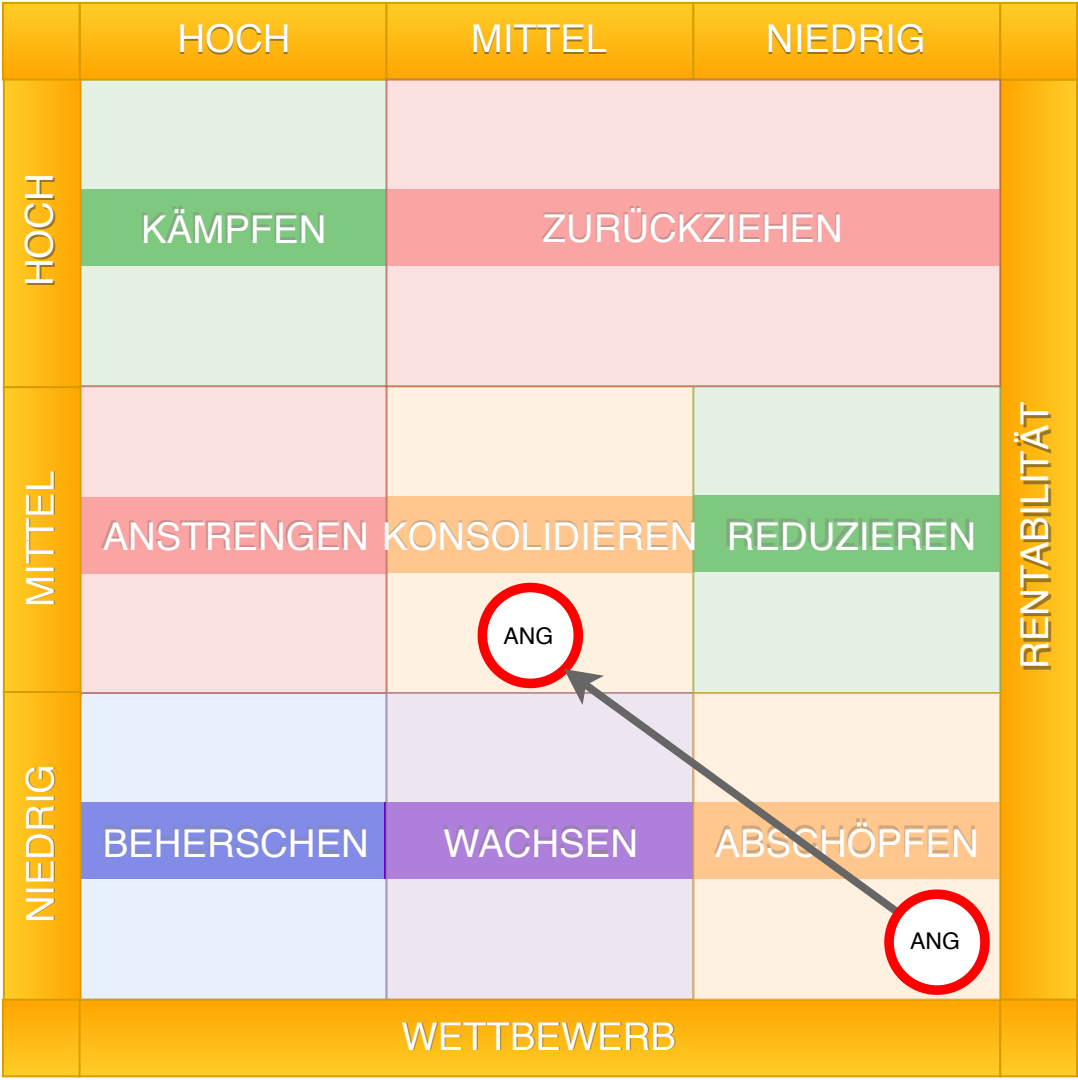 HOCH
MITTEL
NIEDRIG
HOCH
KÄMPFEN
ZURÜCKZIEHEN
MITTEL
ANSTRENGEN
KONSOLIDIEREN
REDUZIEREN
RENTABILITÄT
ANG
NIEDRIG
BEHERSCHEN
WACHSEN
ABSCHÖPFEN
ANG
WETTBEWERB